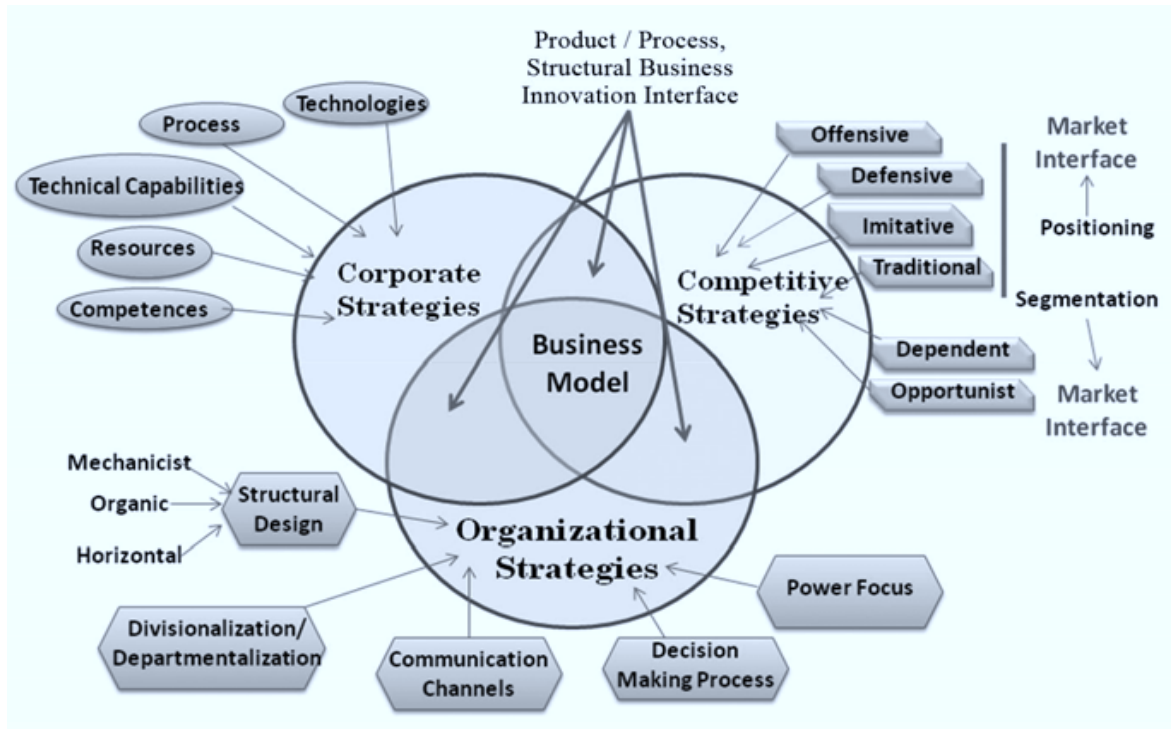 Product / Process,
Structural Business
Innovation Interface
Technologies
Process
Technical Capabilities
Resources
Competences
Corporate
Strategies
Offensive
Defensive
Imitative
Traditional
Market
Interface
Positioning
Segmentation
Competitive
Strategies
Dependent
Opportunist
Market
Interface
Business
Model
Mechanicist
Organic
Horizontal
Structural
Design
Organizational
Strategies
Power Focus
Divisionalization/
Departmentalization
Communication
Channels
Decision
Making Process